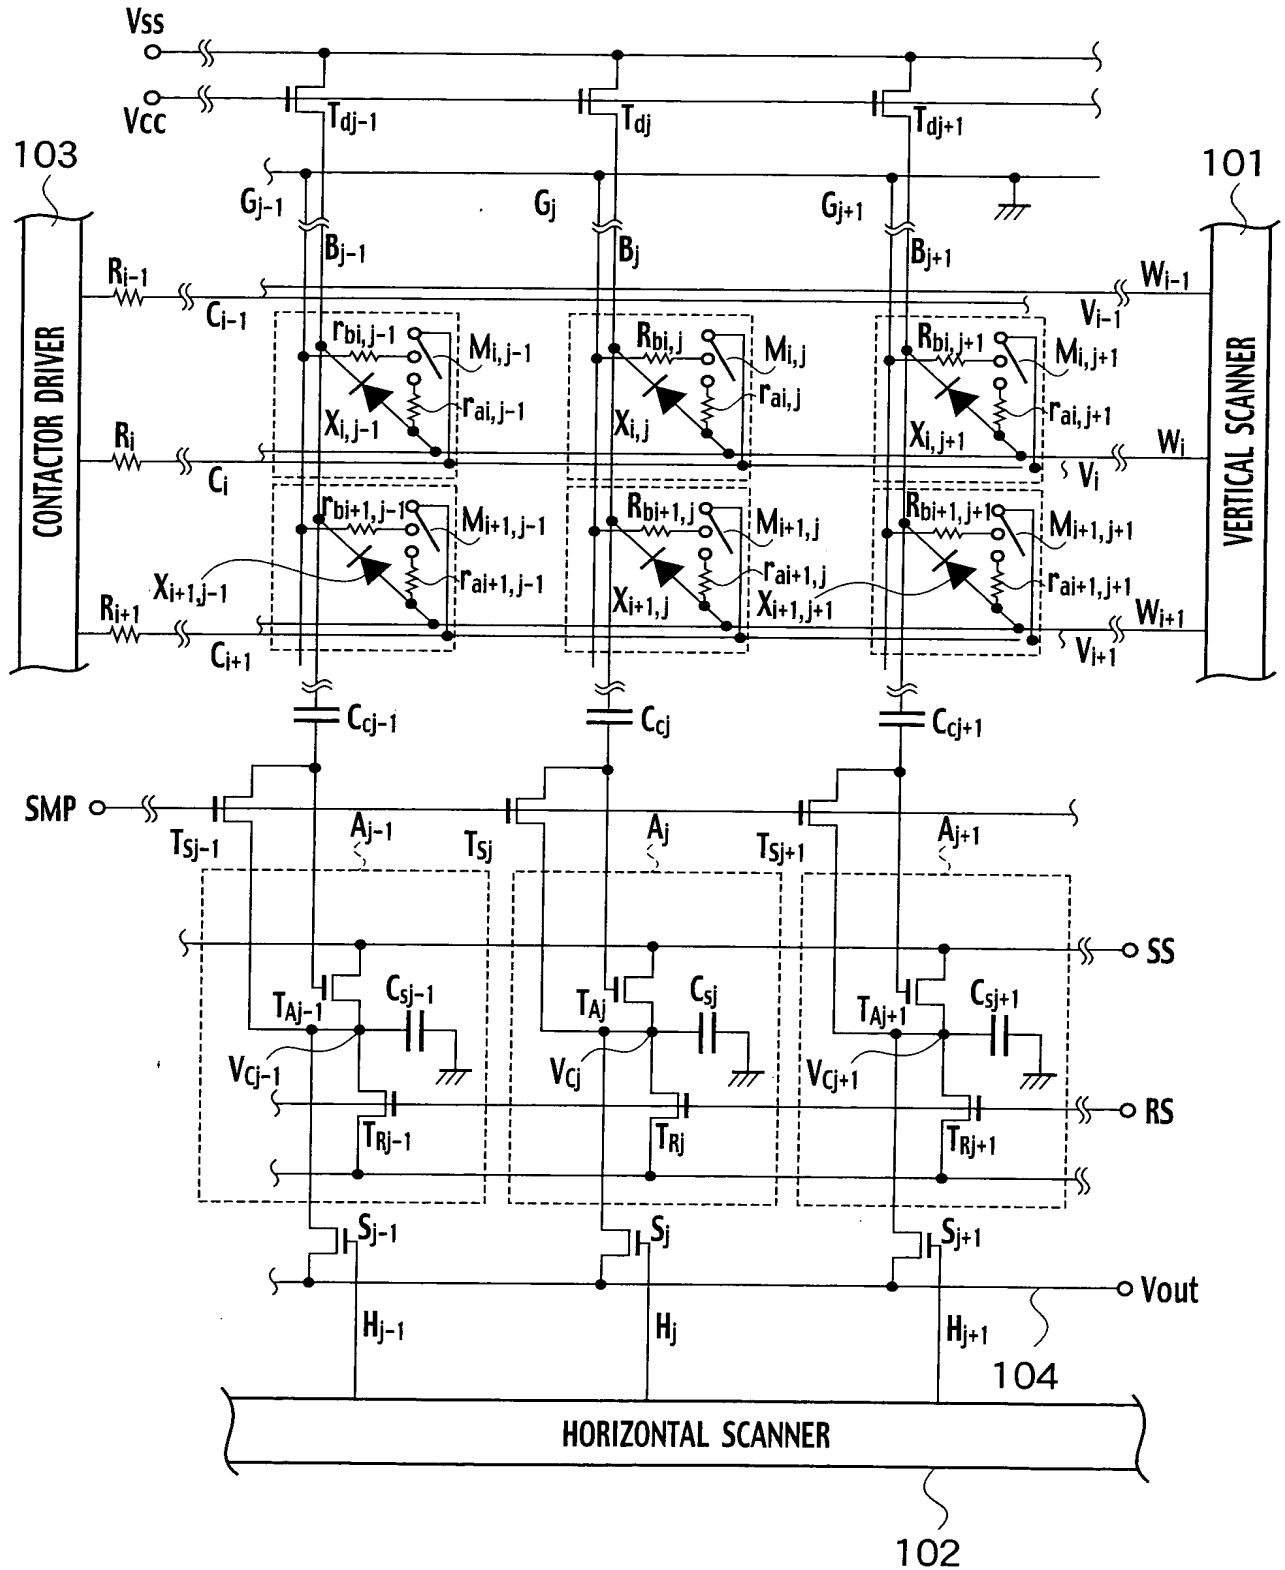 VSS
VCC
Tdj-1
Tdj
Tdj+1
103
101
Gj-1
Gj
Gj+1
Bj-1
Bj
Bj+1
Ri-1
Ci-1
Wi-1
Vi-1
CONTACTOR DRIVER
VERTICAL SCANNER
rbi,j-1
Mi,j-1
rai,j-1
Xi,j-1
Rbi,j
Mi,j
rai,j
Xi,j
Rbi,j+1
Mi,j+1
rai,j+1
Xi,j+1
Ri
Ci
Wi
Vi
rbi+1,j-1
Mi+1,j-1
rai+1,j-1
Xi+1,j-1
Rbi+1,j
Mi+1,j
rai+1,j
Xi+1,j
Rbi+1,j+1
Mi+1,j+1
rai+1,j+1
Xi+1,j+1
Ri+1
Ci+1
Wi+1
Vi+1
Ccj-1
Ccj
Ccj+1
SMP
TSj-1
TSj
TSj+1
Aj-1
Aj
Aj+1
SS
TAj-1
Csj-1
TAj
Csj
TAj+1
Csj+1
VCj-1
VCj
VCj+1
RS
TRj-1
TRj
TRj+1
Sj-1
Sj
Sj+1
Vout
Hj-1
Hj
Hj+1
104
HORIZONTAL SCANNER
102